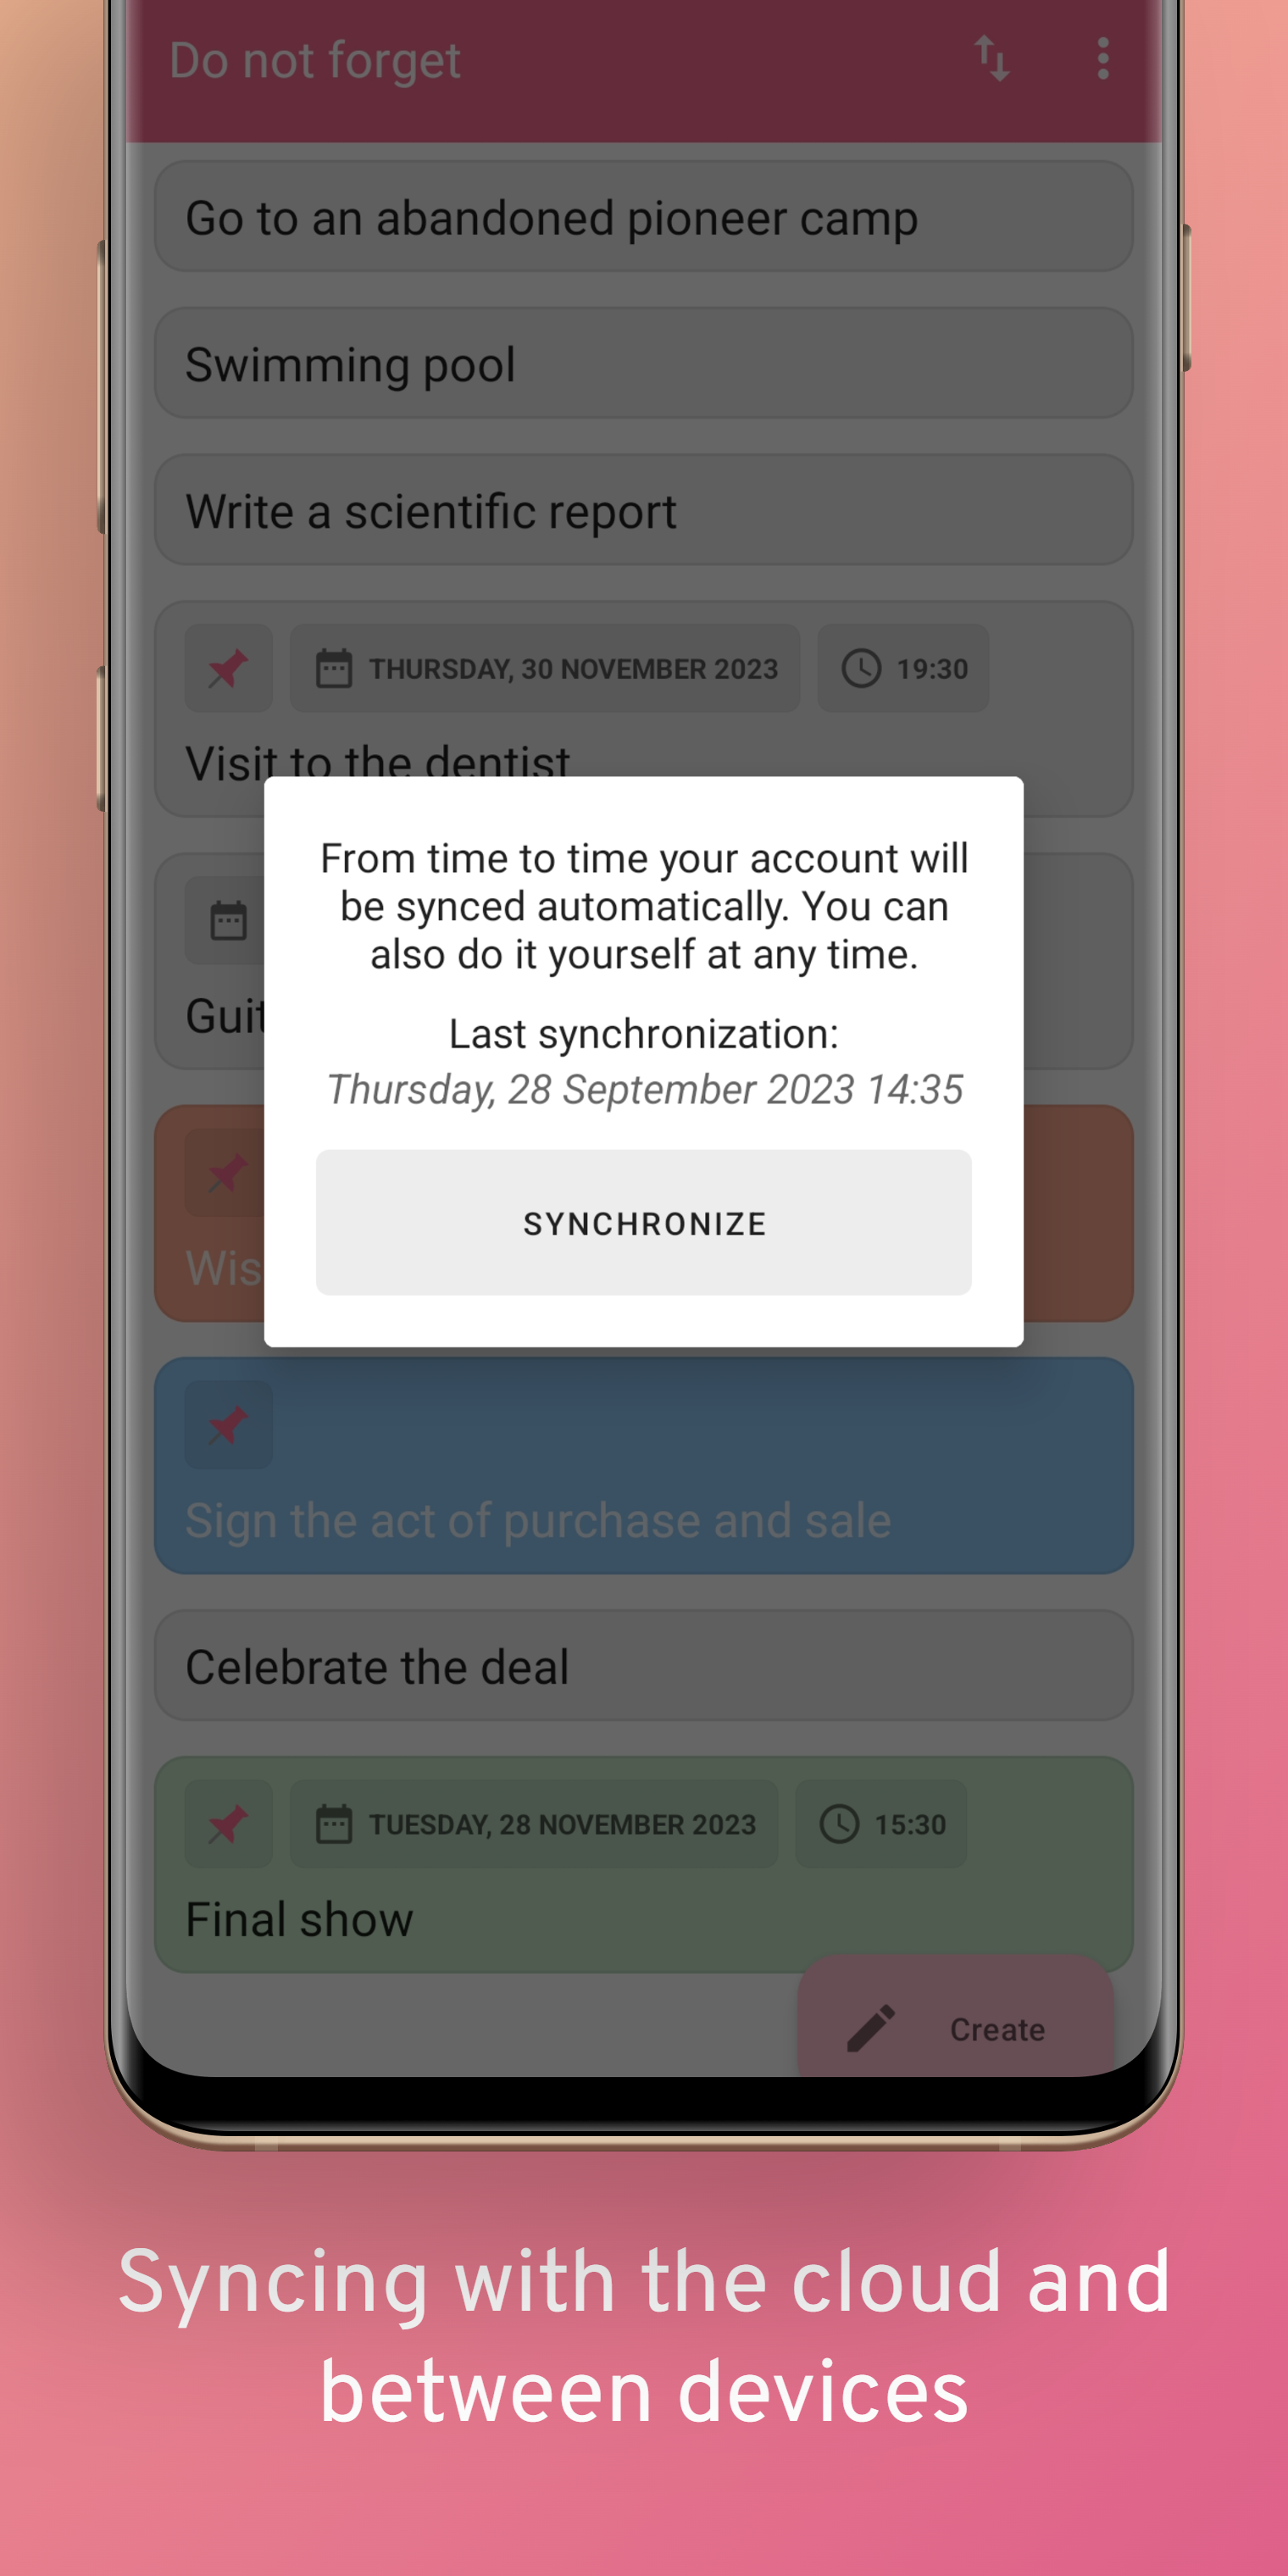 Do not forget
Go to an abandoned pioneer camp
Swimming pool
Write a scientific report
THURSDAY, 30 NOVEMBER 2023 19:30
Visit to the dentist
From time to time your account will
be synced automatically. You can
also do it yourself at any time.
Last synchronization:
Thursday, 28 September 2023 14:35
SYNCHRONIZE
Sign the act of purchase and sale
Celebrate the deal
TUESDAY, 28 NOVEMBER 2023 15:30
Final show
Create
Syncing with the cloud and
between devices